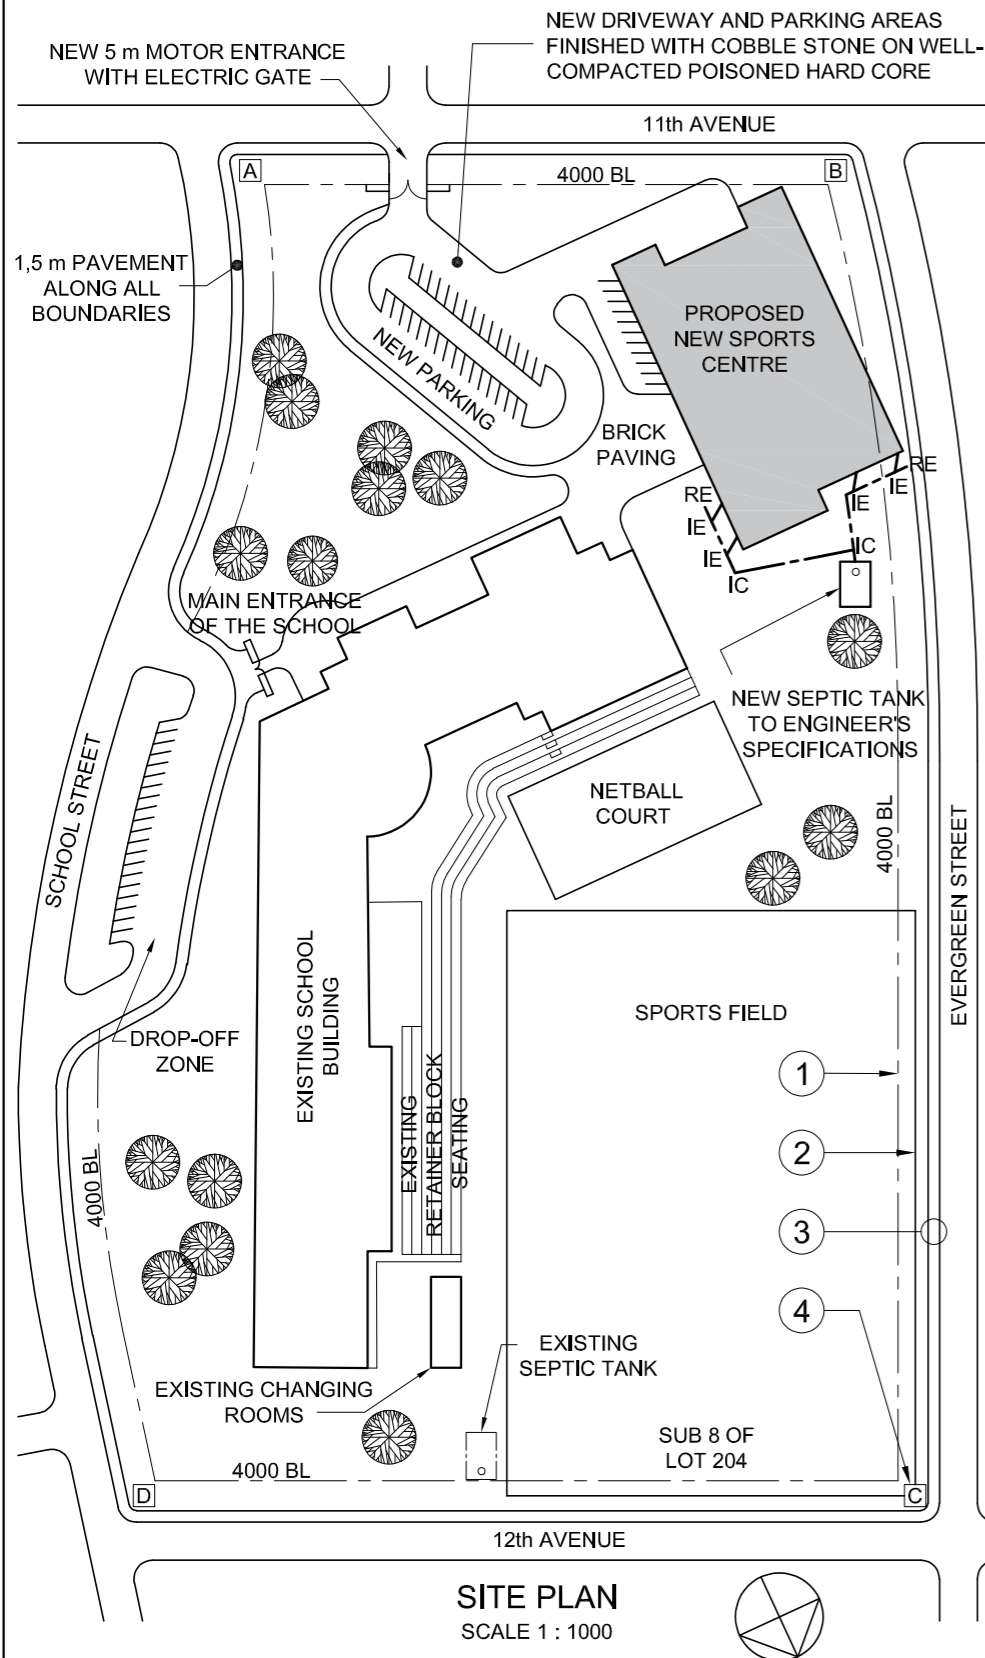 NEW 5 m MOTOR ENTRANCE
WITH ELECTRIC GATE
NEW DRIVEWAY AND PARKING AREAS
FINISHED WITH COBBLE STONE ON WELL-
COMPACTED POISONED HARD CORE
11th AVENUE
A
4000 BL
B
1,5 m PAVEMENT
ALONG ALL
BOUNDARIES
NEW PARKING
PROPOSED
NEW SPORTS
CENTRE
BRICK
PAVING
RE
IE
IE
IC
RE
IE
IE
IC
MAIN ENTRANCE
OF THE SCHOOL
NEW SEPTIC TANK
TO ENGINEER'S
SPECIFICATIONS
SCHOOL STREET
NETBALL
COURT
4000 BL
EVERGREEN STREET
EXISTING SCHOOL
BUILDING
SPORTS FIELD
DROP-OFF
ZONE
1
EXISTING
RETAINER BLOCK
SEATING
2
4000 BL
3
4
EXISTING
SEPTIC TANK
EXISTING CHANGING
ROOMS
SUB 8 OF
LOT 204
4000 BL
D
C
12th AVENUE
SITE PLAN
SCALE 1 : 1000